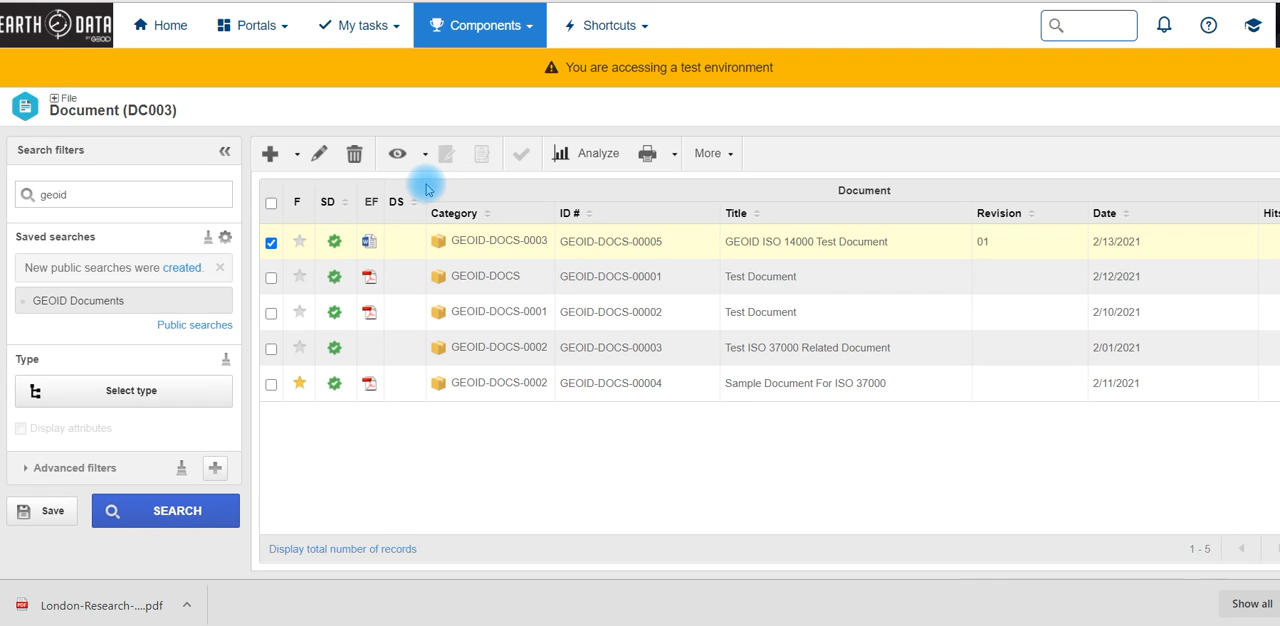 EARTH DATA
BY GEOD
Home
Portals
My tasks
Components
Shortcuts
You are accessing a test environment
File
Document (DC003)
Search filters
geoid
Saved searches
New public searches were created.
GEOID Documents
Public searches
Type
Select type
Display attributes
Advanced filters
Save
SEARCH
Analyze
More
Document
F SD EF DS Category ID # Title Revision Date Hits
GEOID-DOCS-0003 GEOID-DOCS-00005 GEOID ISO 14000 Test Document 01 2/13/2021
GEOID-DOCS GEOID-DOCS-00001 Test Document 2/12/2021
GEOID-DOCS-0001 GEOID-DOCS-00002 Test Document 2/10/2021
GEOID-DOCS-0002 GEOID-DOCS-00003 Test ISO 37000 Related Document 2/01/2021
GEOID-DOCS-0002 GEOID-DOCS-00004 Sample Document For ISO 37000 2/11/2021
Display total number of records
1 - 5
London-Research-....pdf
Show all